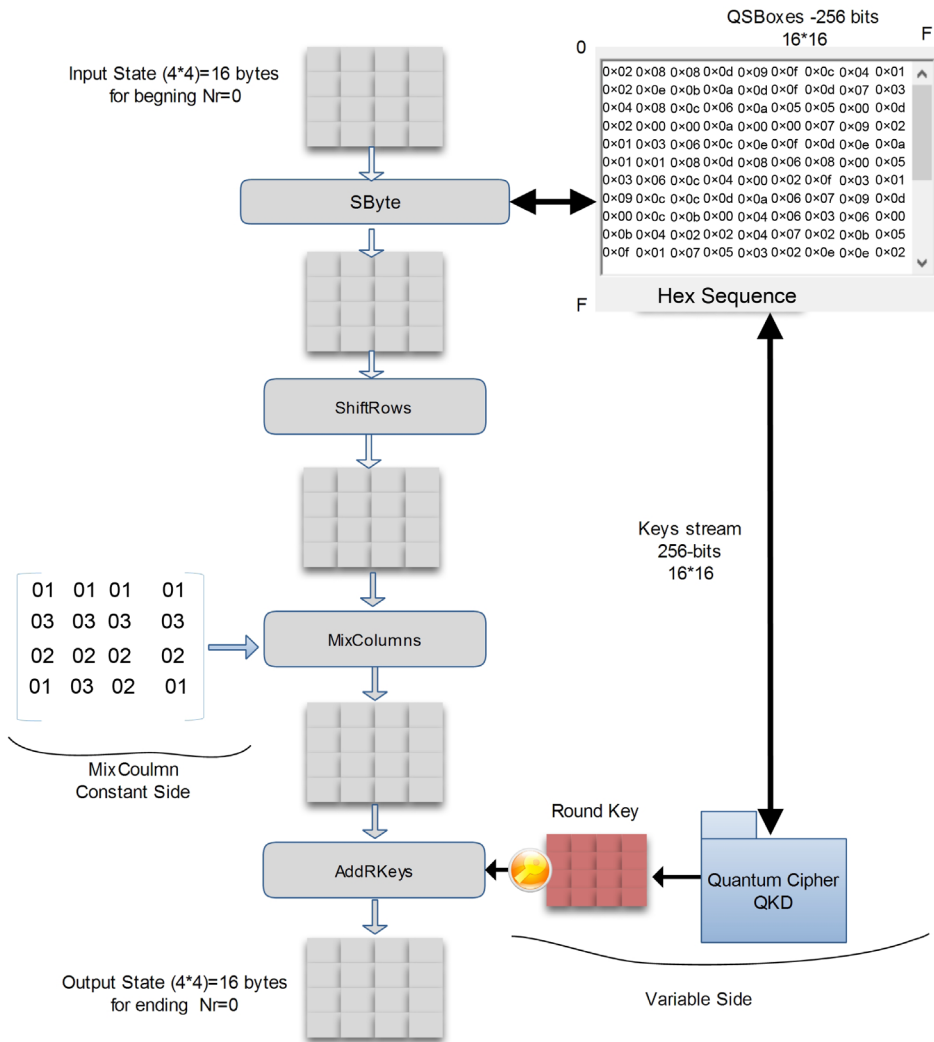 QSBoxes -256 bits
16*16
0
F
Input State (4*4)=16 bytes
for begning Nr=0
0×02 0×08 0×08 0×0d 0×09 0×0f 0×0c 0×04 0×01
0×02 0×0e 0×0b 0×0a 0×0d 0×0f 0×0d 0×07 0×03
0×04 0×08 0×0c 0×06 0×0a 0×05 0×05 0×00 0×0d
0×02 0×00 0×00 0×0a 0×00 0×00 0×07 0×09 0×02
0×01 0×03 0×06 0×0c 0×0e 0×0f 0×0d 0×0e 0×0a
0×01 0×01 0×08 0×0d 0×08 0×06 0×08 0×00 0×05
0×03 0×06 0×0c 0×04 0×00 0×02 0×0f 0×03 0×01
0×09 0×0c 0×0c 0×0d 0×0a 0×06 0×07 0×09 0×0d
0×00 0×0c 0×0b 0×00 0×04 0×06 0×03 0×06 0×00
0×0b 0×04 0×02 0×02 0×04 0×07 0×02 0×0b 0×05
0×0f 0×01 0×07 0×05 0×03 0×02 0×0e 0×0e 0×02
F
Hex Sequence
SByte
ShiftRows
Keys stream
256-bits
16*16
01 01 01 01
03 03 03 03
02 02 02 02
01 03 02 01
MixColumns
MixCoulmn
Constant Side
Round Key
AddRKeys
Quantum Cipher
QKD
Output State (4*4)=16 bytes
for ending Nr=0
Variable Side